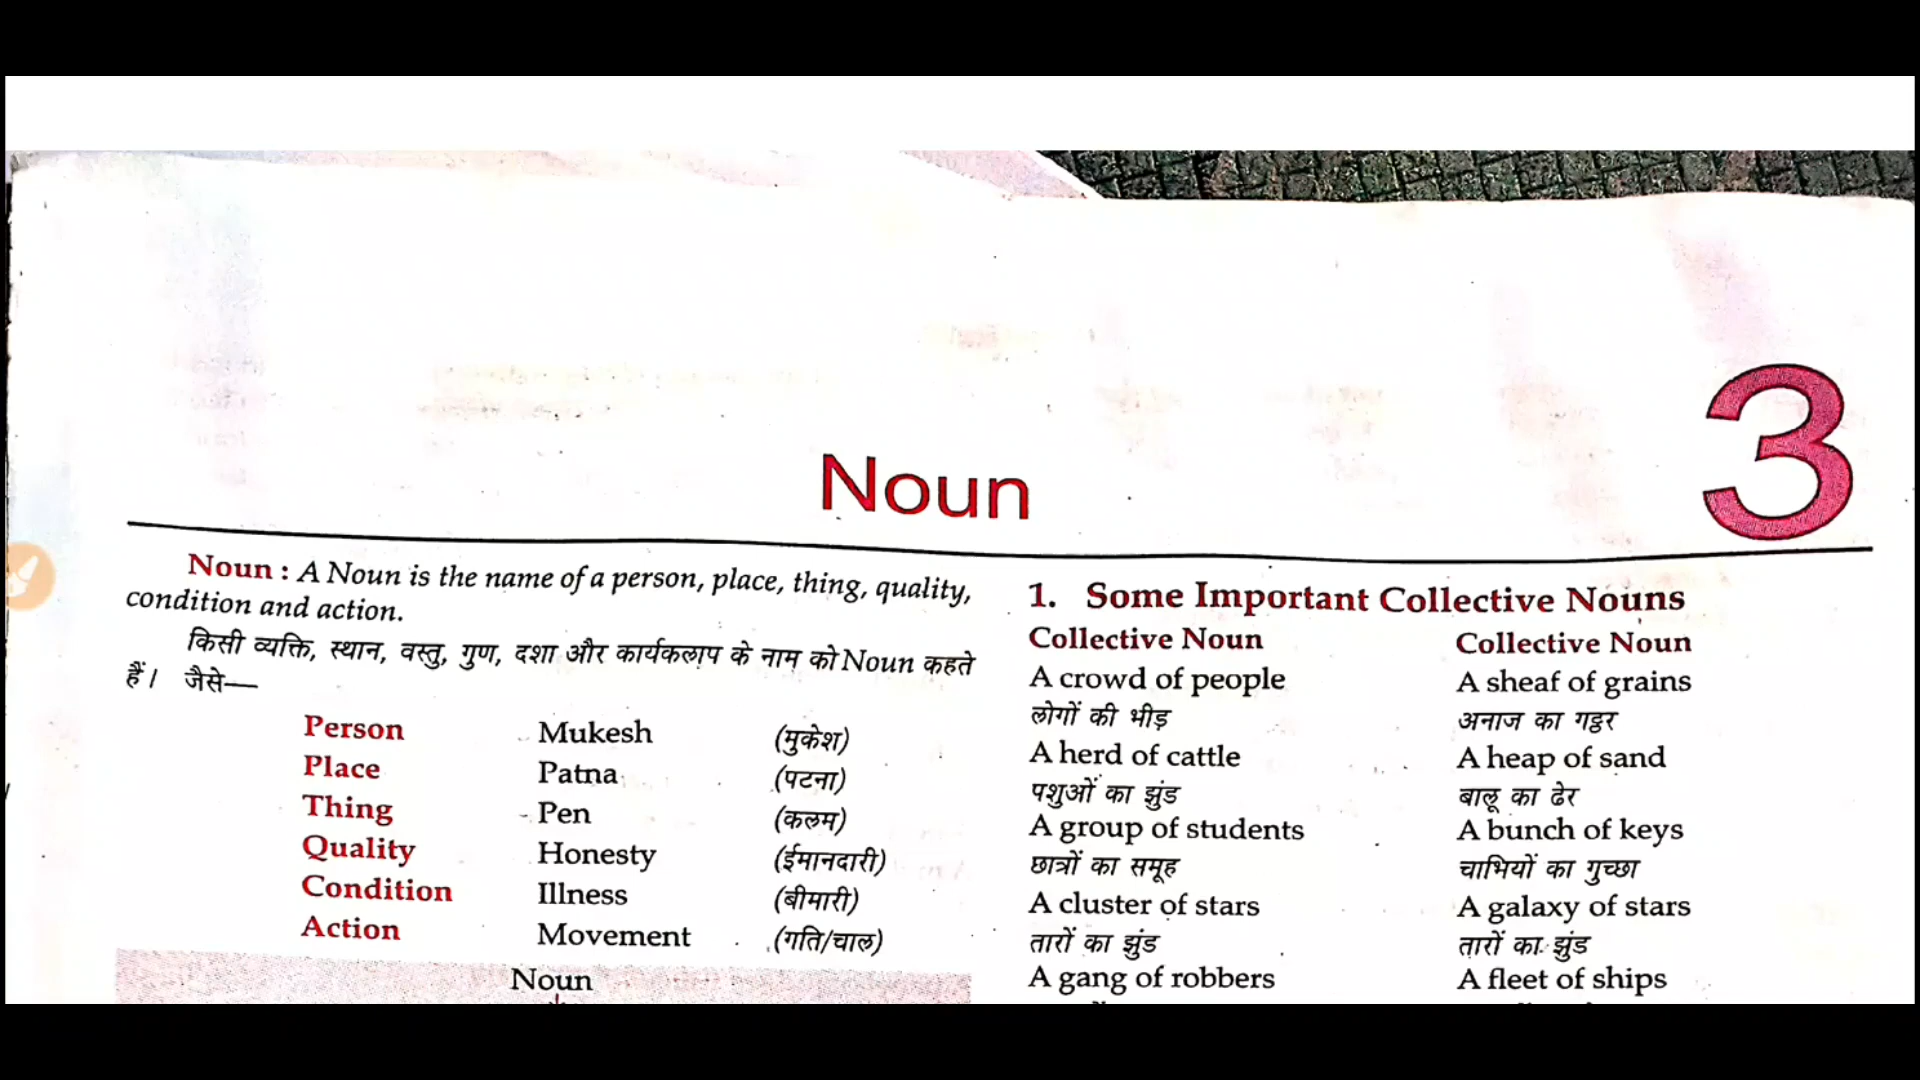 3
Noun
Noun : A Noun is the name of a person, place, thing, quality,
condition and action.
किसी व्यक्ति, स्थान, वस्तु, गुण, दशा और कार्यकलाप के नाम को Noun कहते
हैं। जैसे—
Person Mukesh (मुकेश)
Place Patna (पटना)
Thing Pen (कलम)
Quality Honesty (ईमानदारी)
Condition Illness (बीमारी)
Action Movement (गति/चाल)
Noun
1. Some Important Collective Nouns
Collective Noun Collective Noun
A crowd of people A sheaf of grains
लोगों की भीड़ अनाज का गट्ठर
A herd of cattle A heap of sand
पशुओं का झुंड बालू का ढेर
A group of students A bunch of keys
छात्रों का समूह चाभियों का गुच्छा
A cluster of stars A galaxy of stars
तारों का झुंड तारों का झुंड
A gang of robbers A fleet of ships